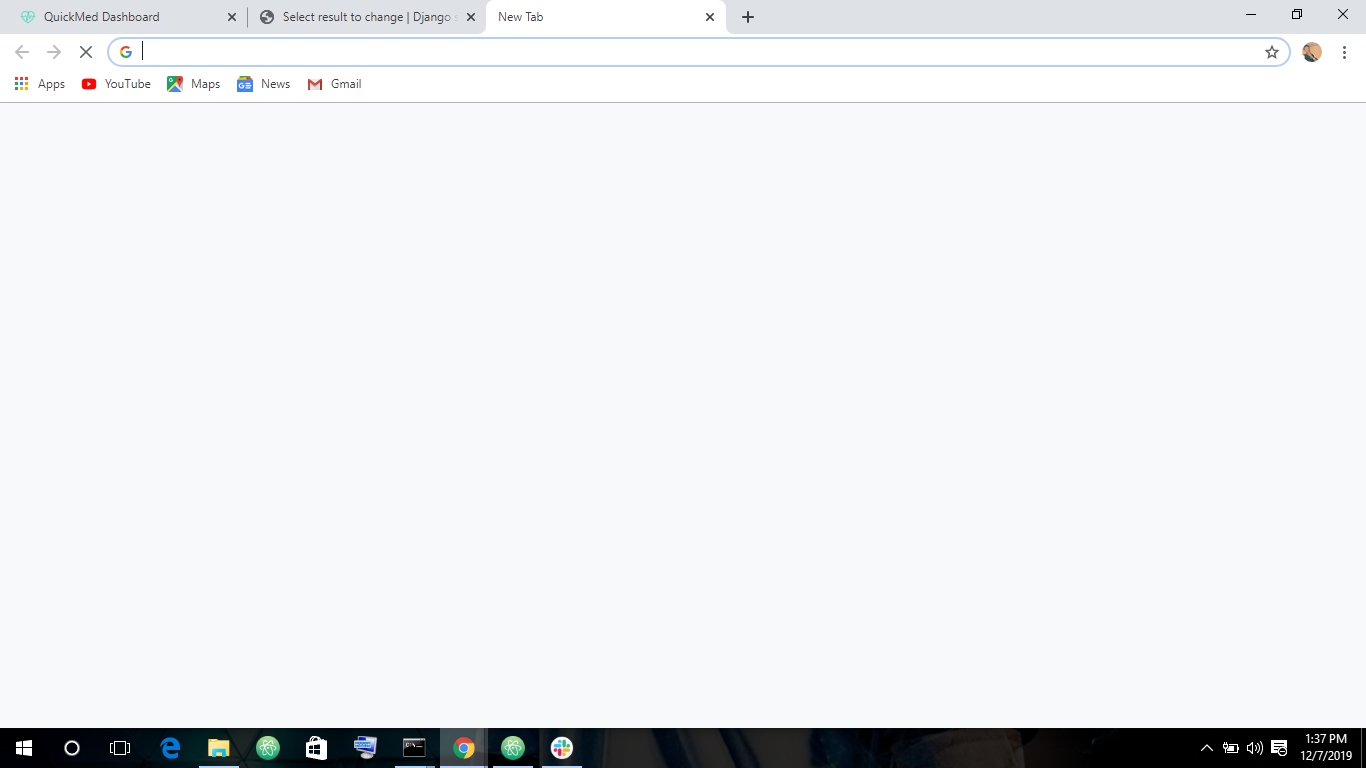 QuickMed Dashboard
Select result to change | Django s
New Tab
Apps
YouTube
Maps
News
Gmail
1:37 PM
12/7/2019